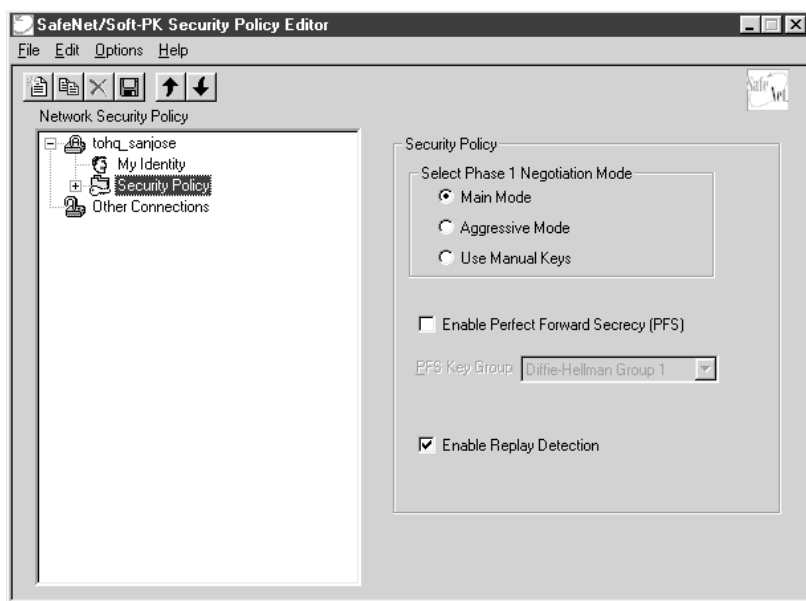 SafeNet/Soft-PK Security Policy Editor
File Edit Options Help
Safe Net
Network Security Policy
tohq_sanjose
My Identity
Security Policy
Other Connections
Security Policy
Select Phase 1 Negotiation Mode
Main Mode
Aggressive Mode
Use Manual Keys
Enable Perfect Forward Secrecy (PFS)
PFS Key Group Diffie-Hellman Group 1
Enable Replay Detection